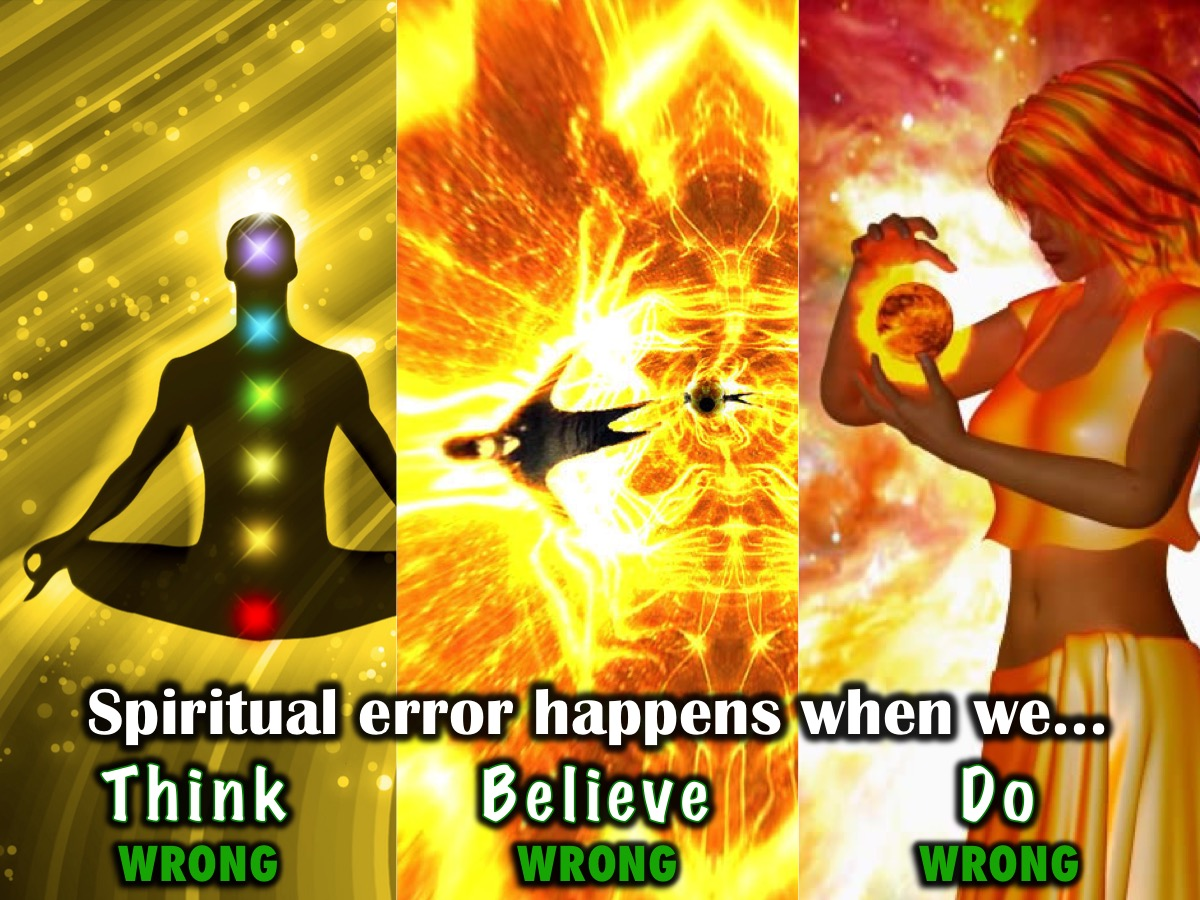 Spiritual error happens when we...
Think Believe Do
WRONG WRONG WRONG